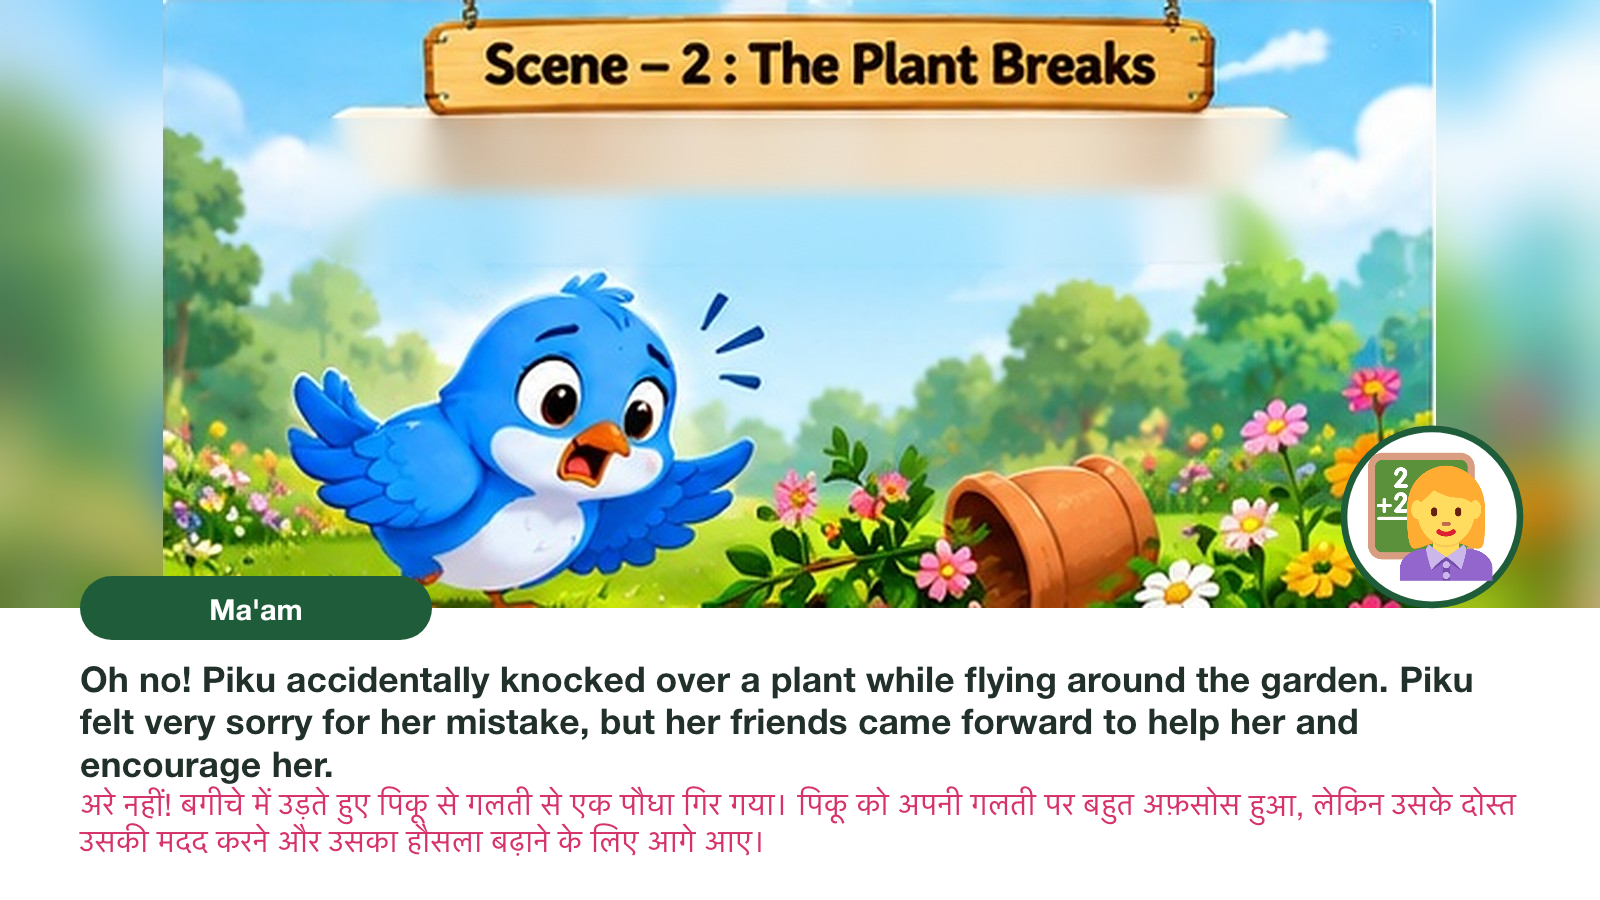 Scene – 2 : The Plant Breaks
2
+2
Ma'am
Oh no! Piku accidentally knocked over a plant while flying around the garden. Piku
felt very sorry for her mistake, but her friends came forward to help her and
encourage her.
अरे नहीं! बगीचे में उड़ते हुए पिकू से गलती से एक पौधा गिर गया। पिकू को अपनी गलती पर बहुत अफ़सोस हुआ, लेकिन उसके दोस्त
उसकी मदद करने और उसका हौसला बढ़ाने के लिए आगे आए।